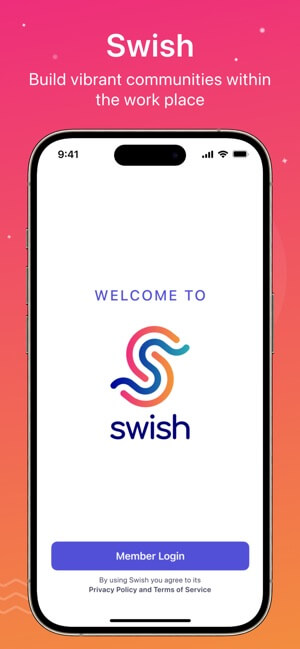 Swish
Build vibrant communities within
the work place
9:41
WELCOME TO
swish
Member Login
By using Swish you agree to its
Privacy Policy and Terms of Service